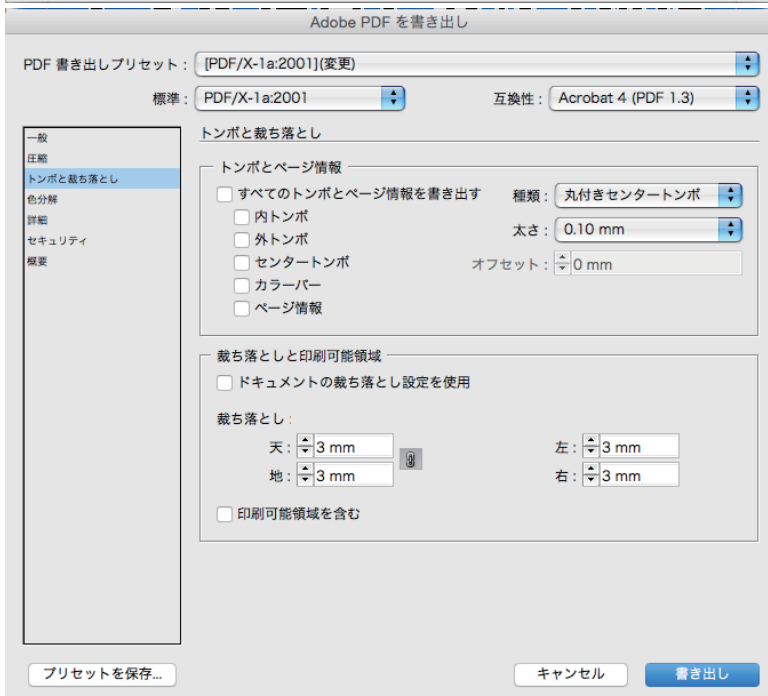 Adobe PDF を書き出し
PDF 書き出しプリセット : [PDF/X-1a:2001](変更)
標準 : PDF/X-1a:2001 互換性 : Acrobat 4 (PDF 1.3)
一般
圧縮
トンボと裁ち落とし
色分解
詳細
セキュリティ
概要
トンボと裁ち落とし
トンボとページ情報
すべてのトンボとページ情報を書き出す 種類 : 丸付きセンタートンボ
内トンボ
太さ : 0.10 mm
外トンボ
センタートンボ オフセット : 0 mm
カラーバー
ページ情報
裁ち落としと印刷可能領域
ドキュメントの裁ち落とし設定を使用
裁ち落とし :
天 : 3 mm 左 : 3 mm
地 : 3 mm 右 : 3 mm
印刷可能領域を含む
プリセットを保存... キャンセル 書き出し